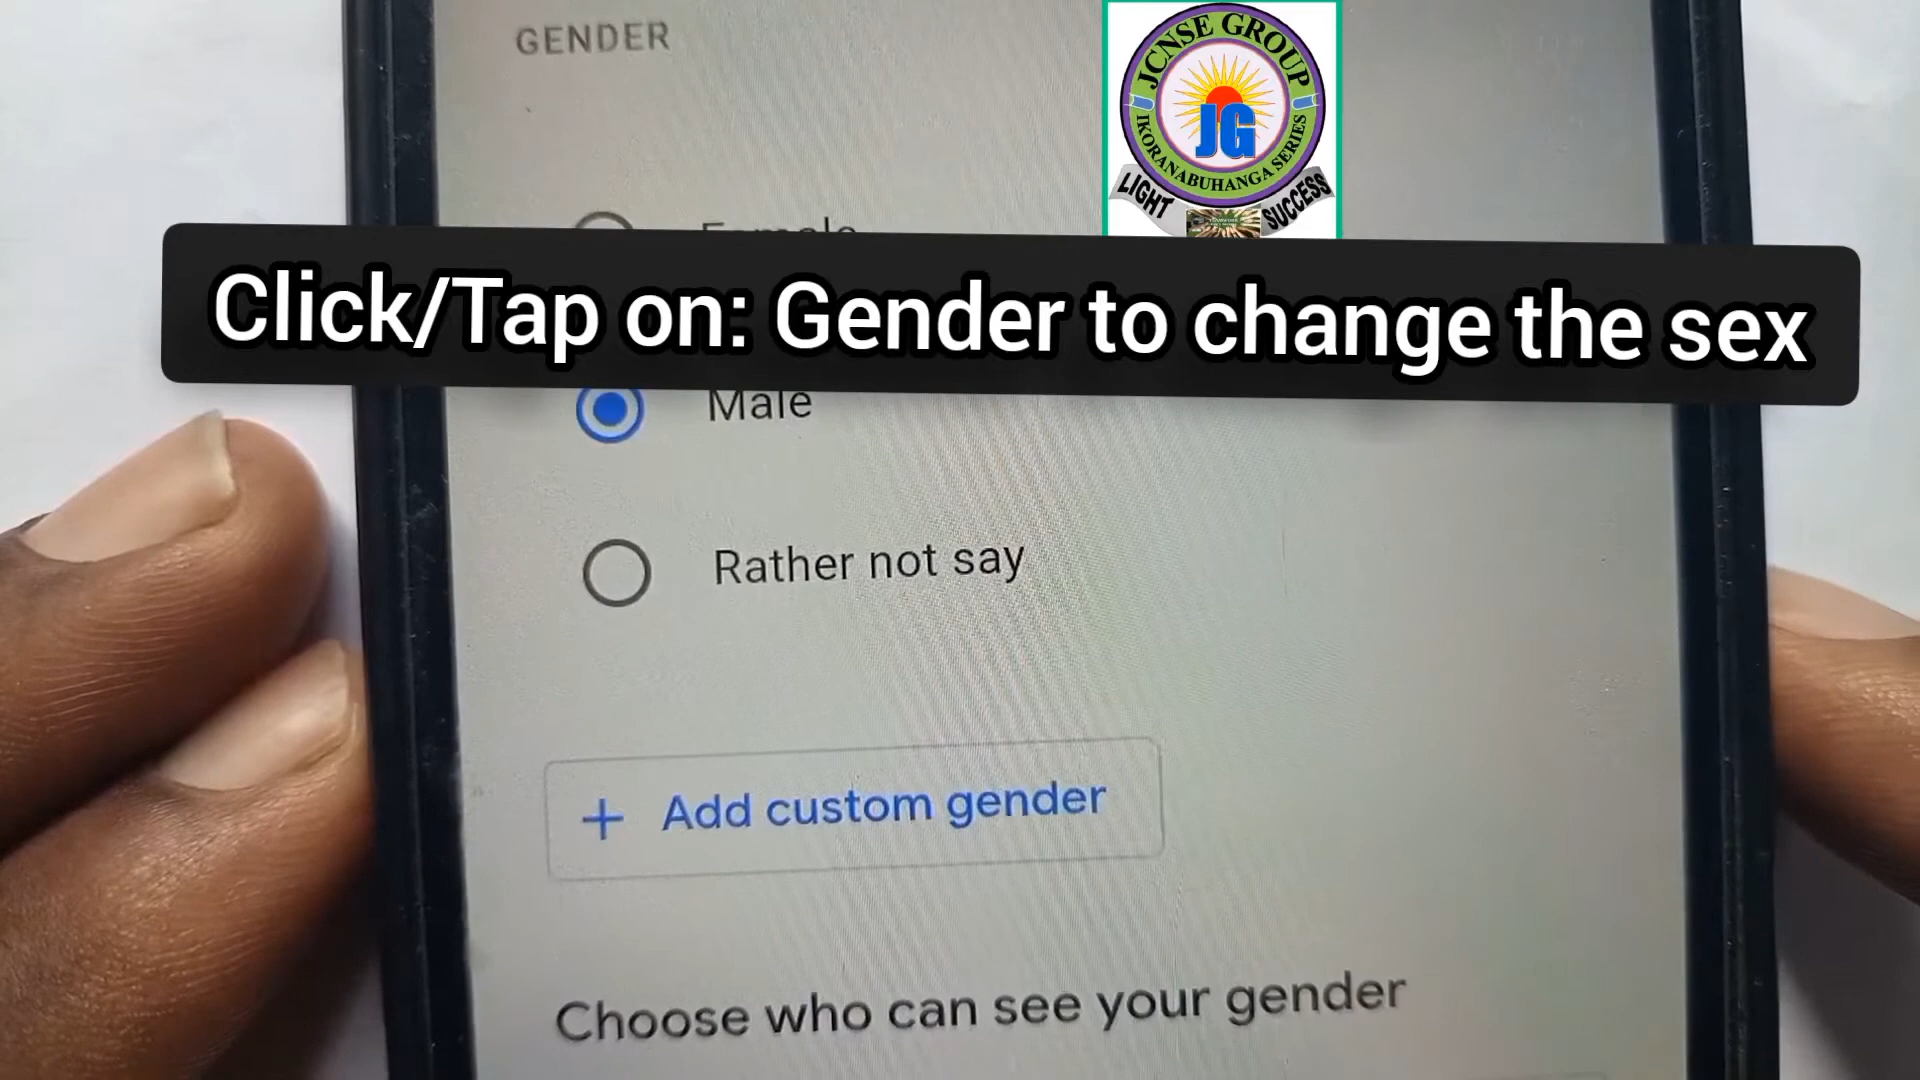 GENDER
JCNSE GROUP
JG
IKORANABUHANGA SERIES
LIGHT
SUCCESS
Female
Click/Tap on: Gender to change the sex
Male
Rather not say
+ Add custom gender
Choose who can see your gender